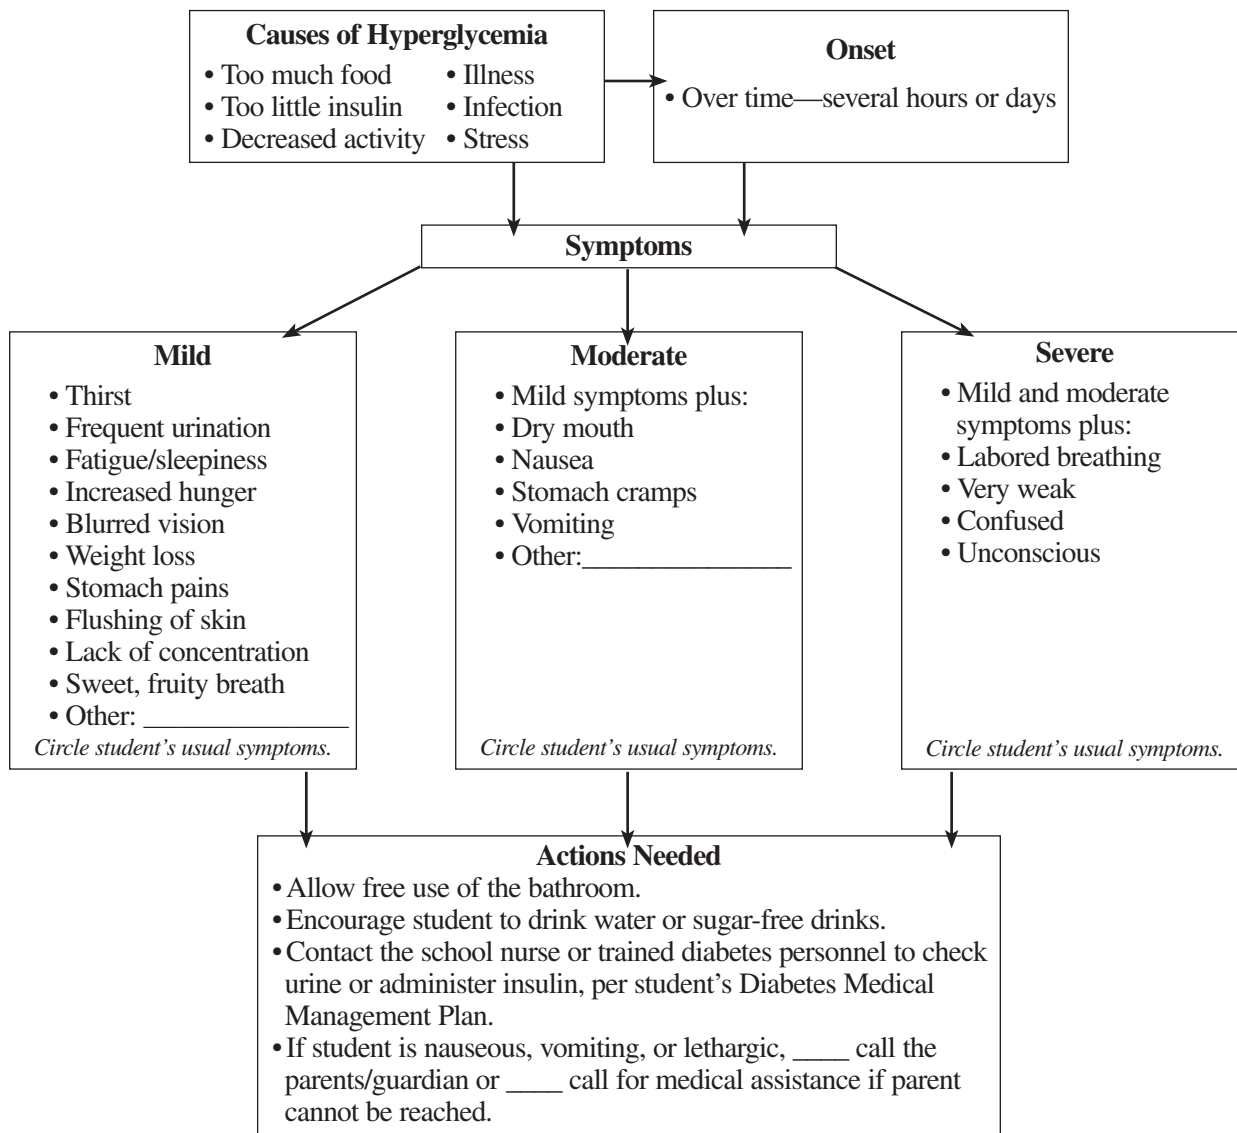 Causes of Hyperglycemia
• Too much food
• Too little insulin
• Decreased activity
• Illness
• Infection
• Stress
Onset
• Over time—several hours or days
Symptoms
Mild
• Thirst
• Frequent urination
• Fatigue/sleepiness
• Increased hunger
• Blurred vision
• Weight loss
• Stomach pains
• Flushing of skin
• Lack of concentration
• Sweet, fruity breath
• Other: _______________
Circle student’s usual symptoms.
Moderate
• Mild symptoms plus:
• Dry mouth
• Nausea
• Stomach cramps
• Vomiting
• Other:_______________
Circle student’s usual symptoms.
Severe
• Mild and moderate
symptoms plus:
• Labored breathing
• Very weak
• Confused
• Unconscious
Circle student’s usual symptoms.
Actions Needed
• Allow free use of the bathroom.
• Encourage student to drink water or sugar-free drinks.
• Contact the school nurse or trained diabetes personnel to check
urine or administer insulin, per student’s Diabetes Medical
Management Plan.
• If student is nauseous, vomiting, or lethargic, ____ call the
parents/guardian or ____ call for medical assistance if parent
cannot be reached.